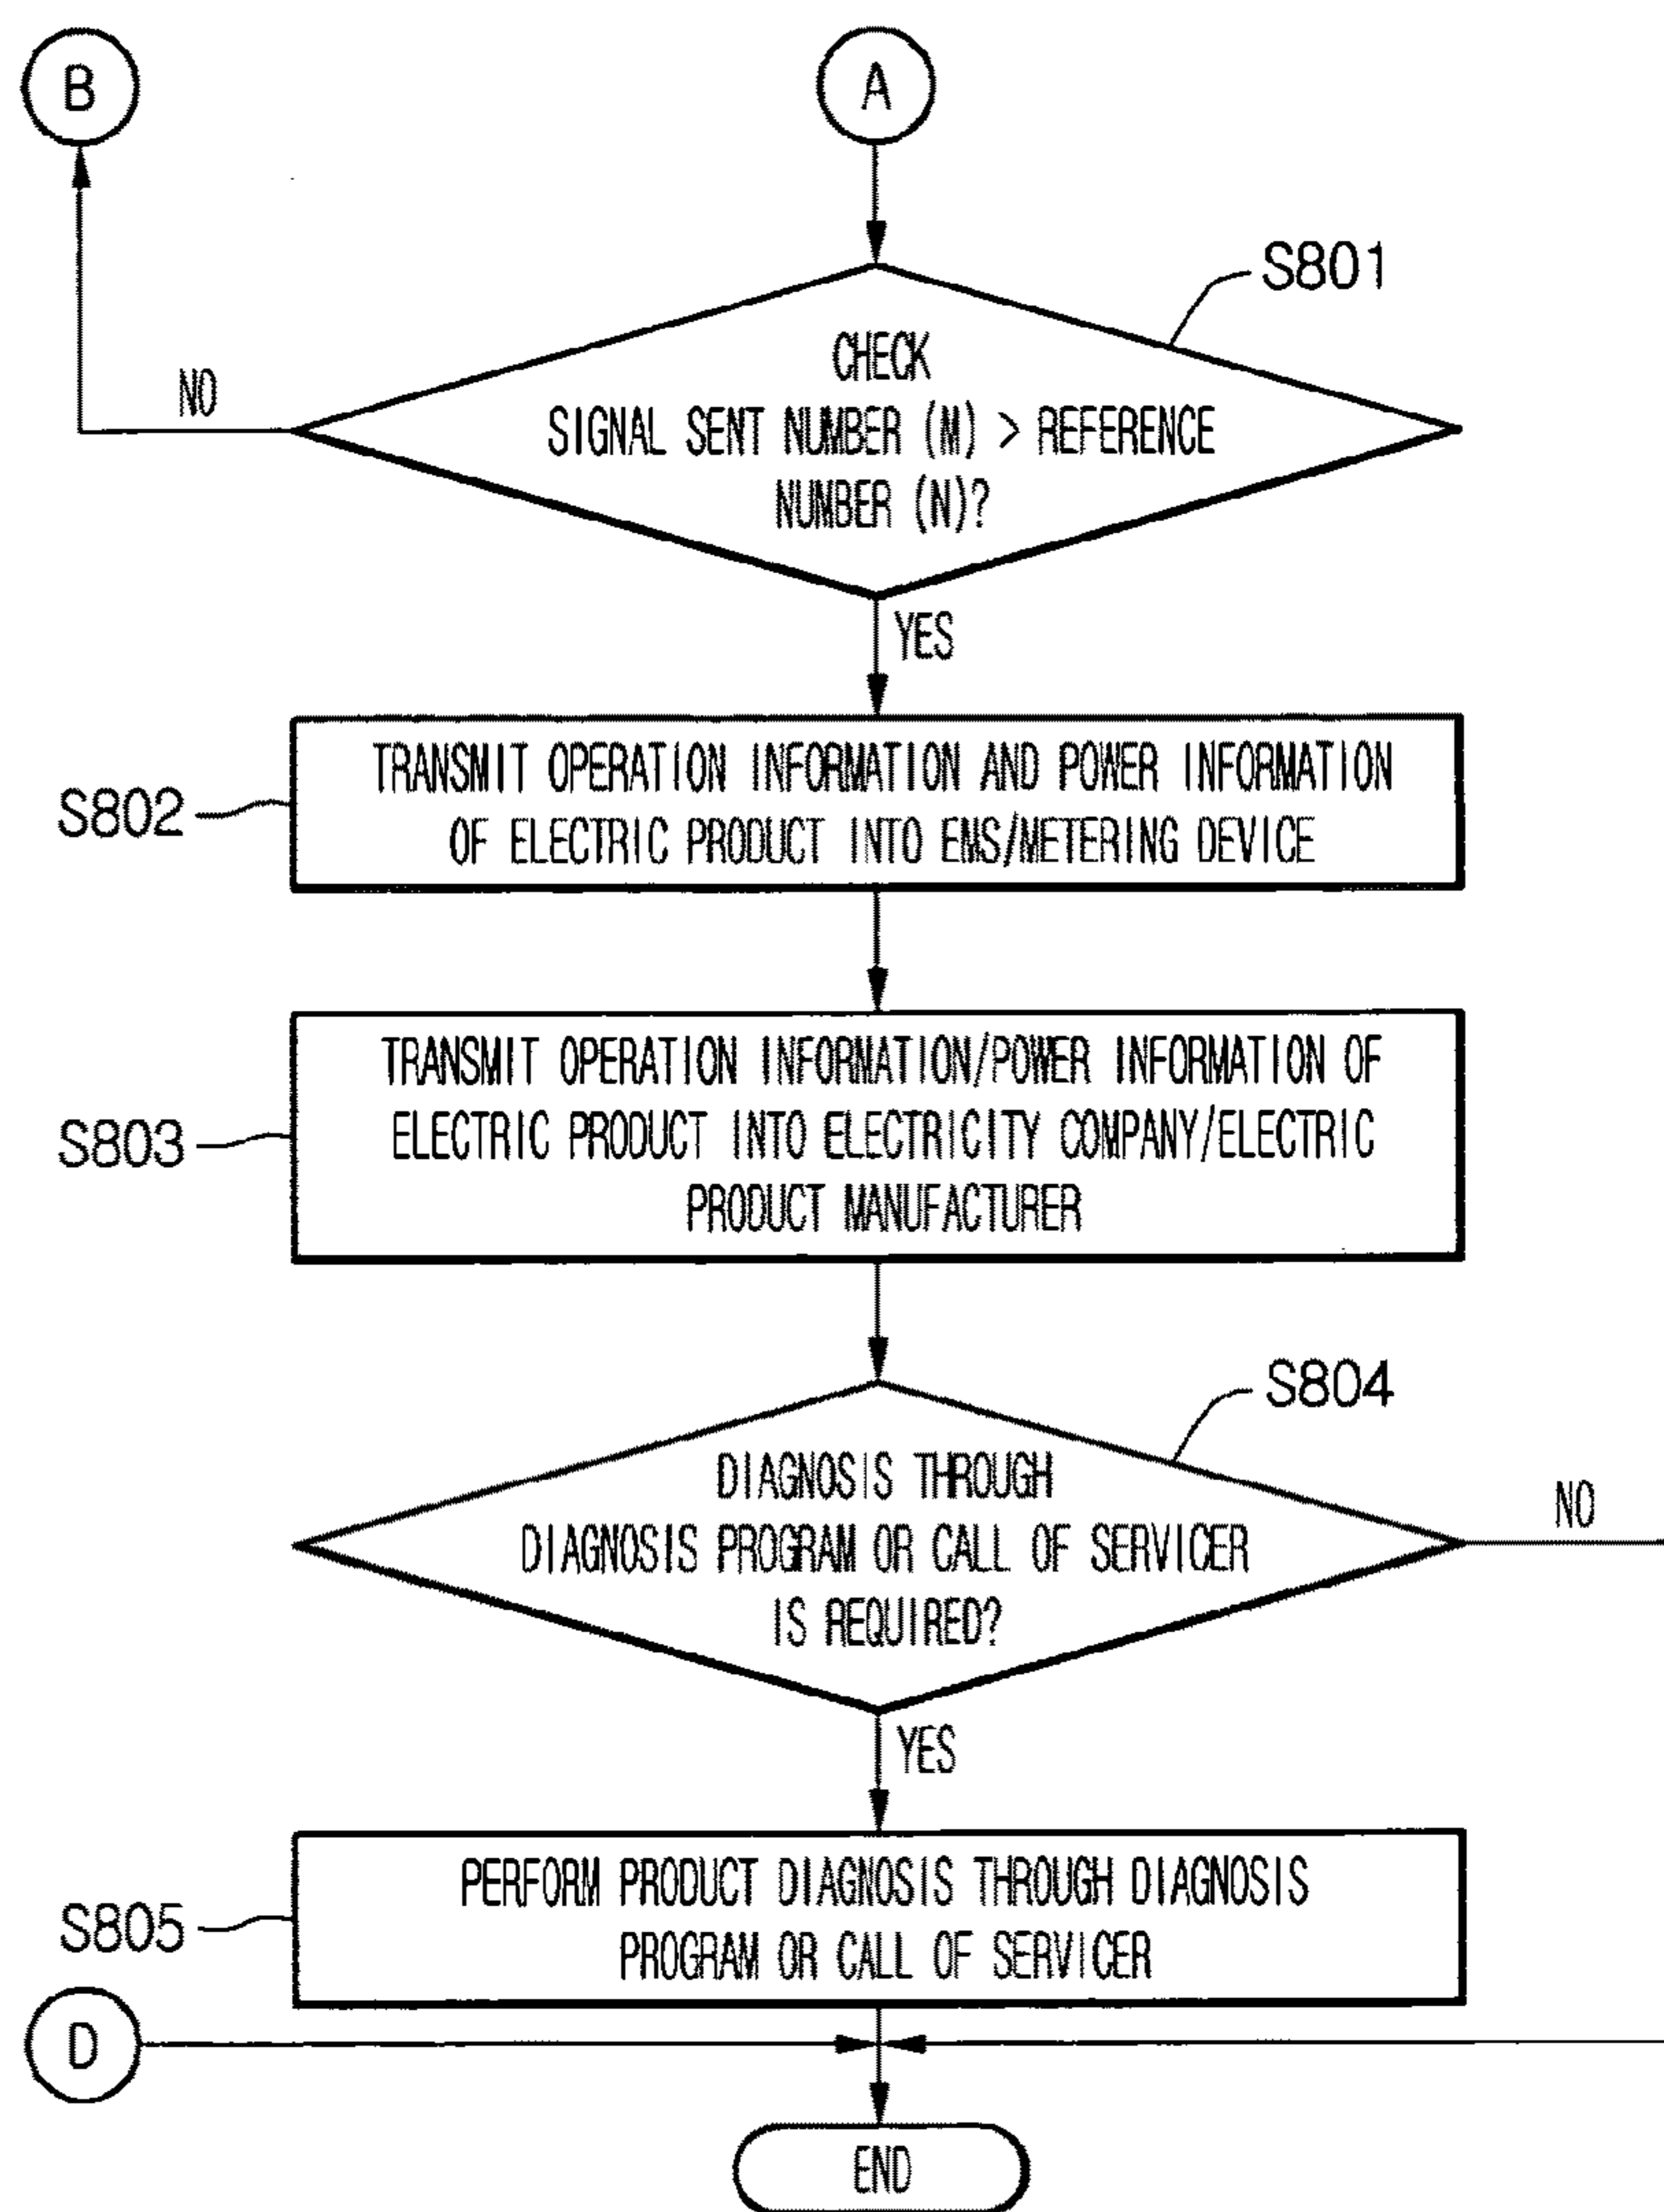 B
A
S801
CHECK
SIGNAL SENT NUMBER (M) > REFERENCE
NUMBER (N)?
NO
YES
S802
TRANSMIT OPERATION INFORMATION AND POWER INFORMATION
OF ELECTRIC PRODUCT INTO EMS/METERING DEVICE
S803
TRANSMIT OPERATION INFORMATION/POWER INFORMATION OF
ELECTRIC PRODUCT INTO ELECTRICITY COMPANY/ELECTRIC
PRODUCT MANUFACTURER
S804
DIAGNOSIS THROUGH
DIAGNOSIS PROGRAM OR CALL OF SERVICER
IS REQUIRED?
NO
YES
S805
PERFORM PRODUCT DIAGNOSIS THROUGH DIAGNOSIS
PROGRAM OR CALL OF SERVICER
D
END